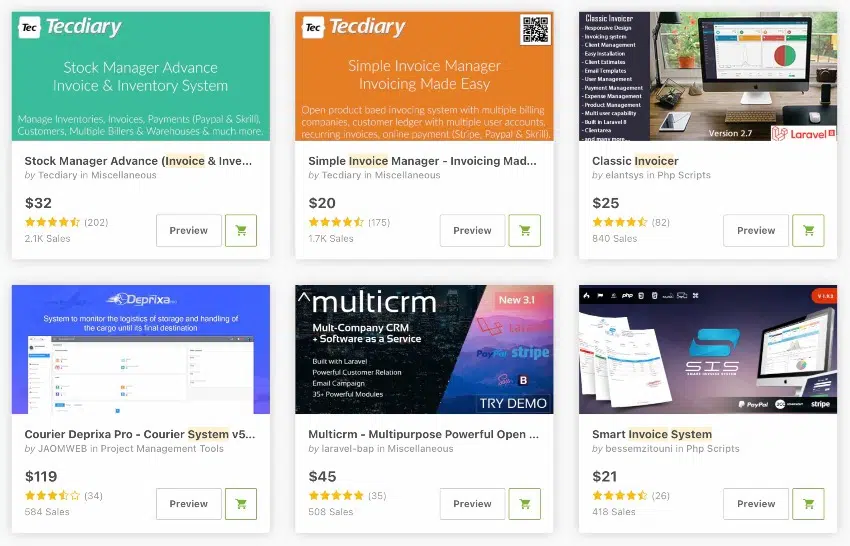 Tec Tecdiary
Stock Manager Advance
Invoice & Inventory System
Manage Inventories, Invoices, Payments (Paypal & Skrill),
Customers, Multiple Billers & Warehouses & much more.
Stock Manager Advance (Invoice & Inve...
by Tecdiary in Miscellaneous
$32
(202)
2.1K Sales
Preview
Tec Tecdiary
Simple Invoice Manager
Invoicing Made Easy
Open product baed invocing system with multiple billing
companies, customer ledger with multiple user accounts,
recurring invoices, online payment (Stripe, Paypal & Skrill).
Simple Invoice Manager - Invoicing Mad...
by Tecdiary in Miscellaneous
$20
(175)
1.7K Sales
Preview
Classic Invoicer
- Responsive Design
- Invoicing system
- Client Management
- Easy Installation
- Client Estimates
- Email Templates
- User Management
- Payment Management
- Expense Management
- Product Management
- Multi user capability
- Built in Laravel 8
- Clientarea
- and many more...
Version 2.7
Laravel
Classic Invoicer
by elantsys in Php Scripts
$25
(82)
840 Sales
Preview
DEPRIXA
System to monitor the logistics of storage and handling of
the cargo until its final destination
Courier Deprixa Pro - Courier System v5...
by JAOMWEB in Project Management Tools
$119
(34)
584 Sales
Preview
^multicrm
New 3.1
Mult-Company CRM
+ Software as a Service
Built with Laravel
Powerful Customer Relation
Email Campaign
35+ Powerful Modules
PayPal stripe
B
TRY DEMO
Multicrm - Multipurpose Powerful Open ...
by laravel-bap in Miscellaneous
$45
(35)
508 Sales
Preview
php
SIS
SMART INVOICE SYSTEM
PayPal
stripe
Smart Invoice System
by bessemzitouni in Php Scripts
$21
(26)
418 Sales
Preview